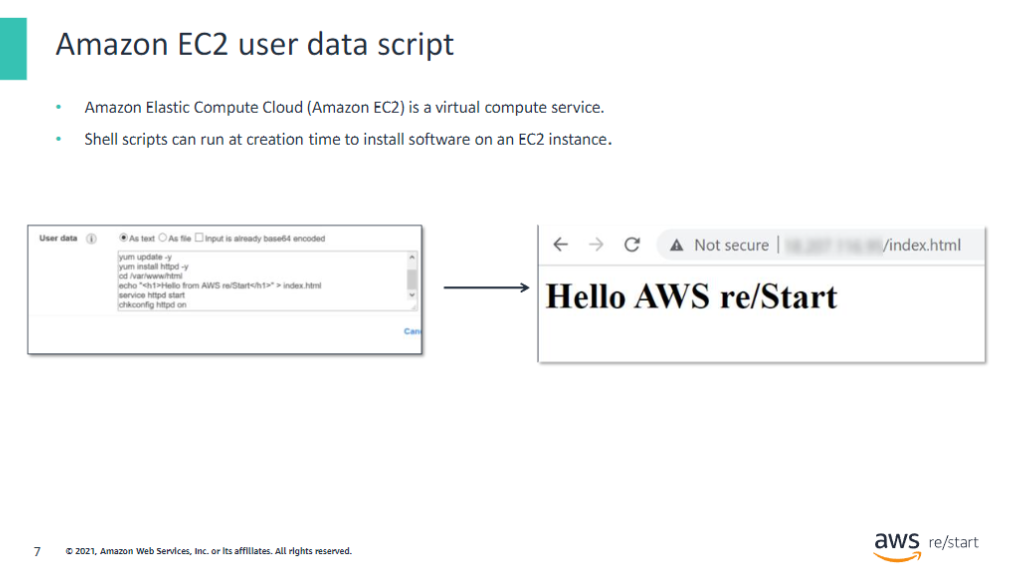 Amazon EC2 user data script
• Amazon Elastic Compute Cloud (Amazon EC2) is a virtual compute service.
• Shell scripts can run at creation time to install software on an EC2 instance.
User data As text As file Input is already base64 encoded
yum update -y
yum install httpd -y
cd /var/www/html
echo "<h1>Hello from AWS re/Start</h1>" > index.html
service httpd start
chkconfig httpd on
Can
Not secure | /index.html
Hello AWS re/Start
7 © 2021, Amazon Web Services, Inc. or its affiliates. All rights reserved.
aws re/start